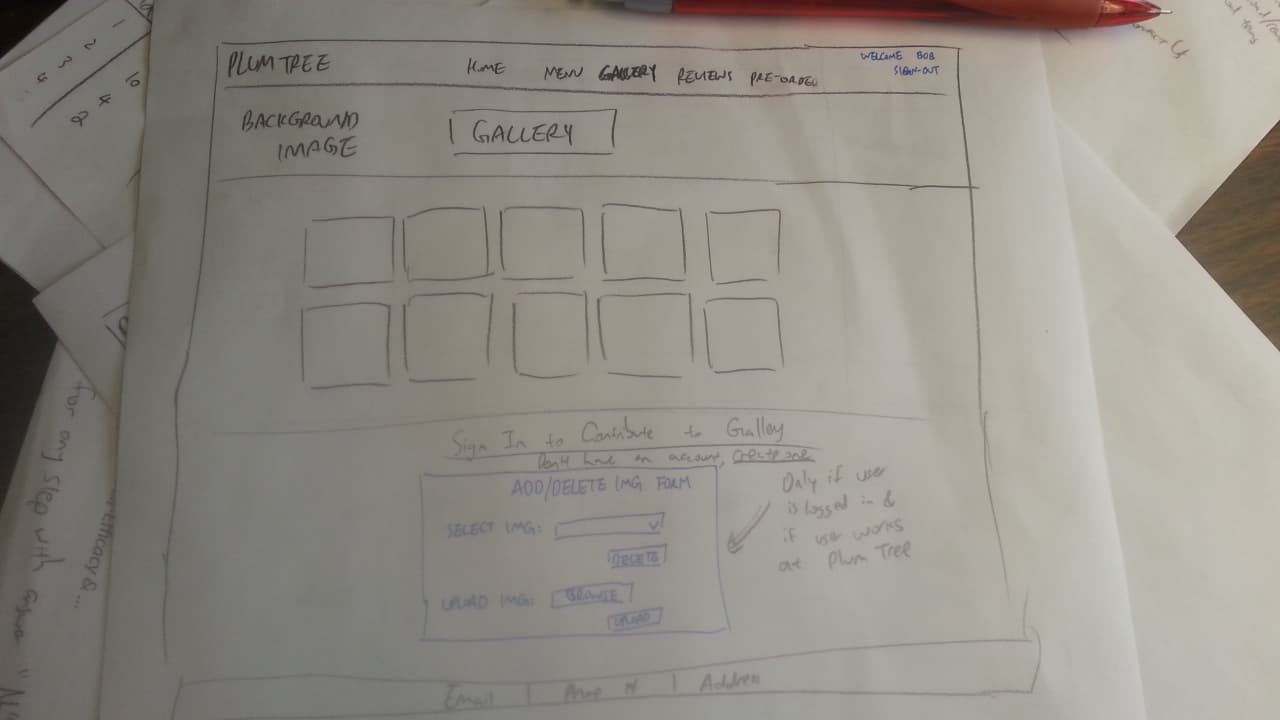 PLUM TREE
HOME MENU GALLERY REVIEWS PRE-ORDER
WELCOME BOB
SIGN-OUT
BACKGROUND
IMAGE
GALLERY
Sign In to Contribute to Gallery
Don't have an account, create one
ADD/DELETE IMG FORM
SELECT IMG:
DELETE
UPLOAD IMG: BROWSE
UPLOAD
Only if user
is logged in &
if user works
at Plum Tree
Email | Phone # | Address
1 2 3 4
10 4 2
for any step with